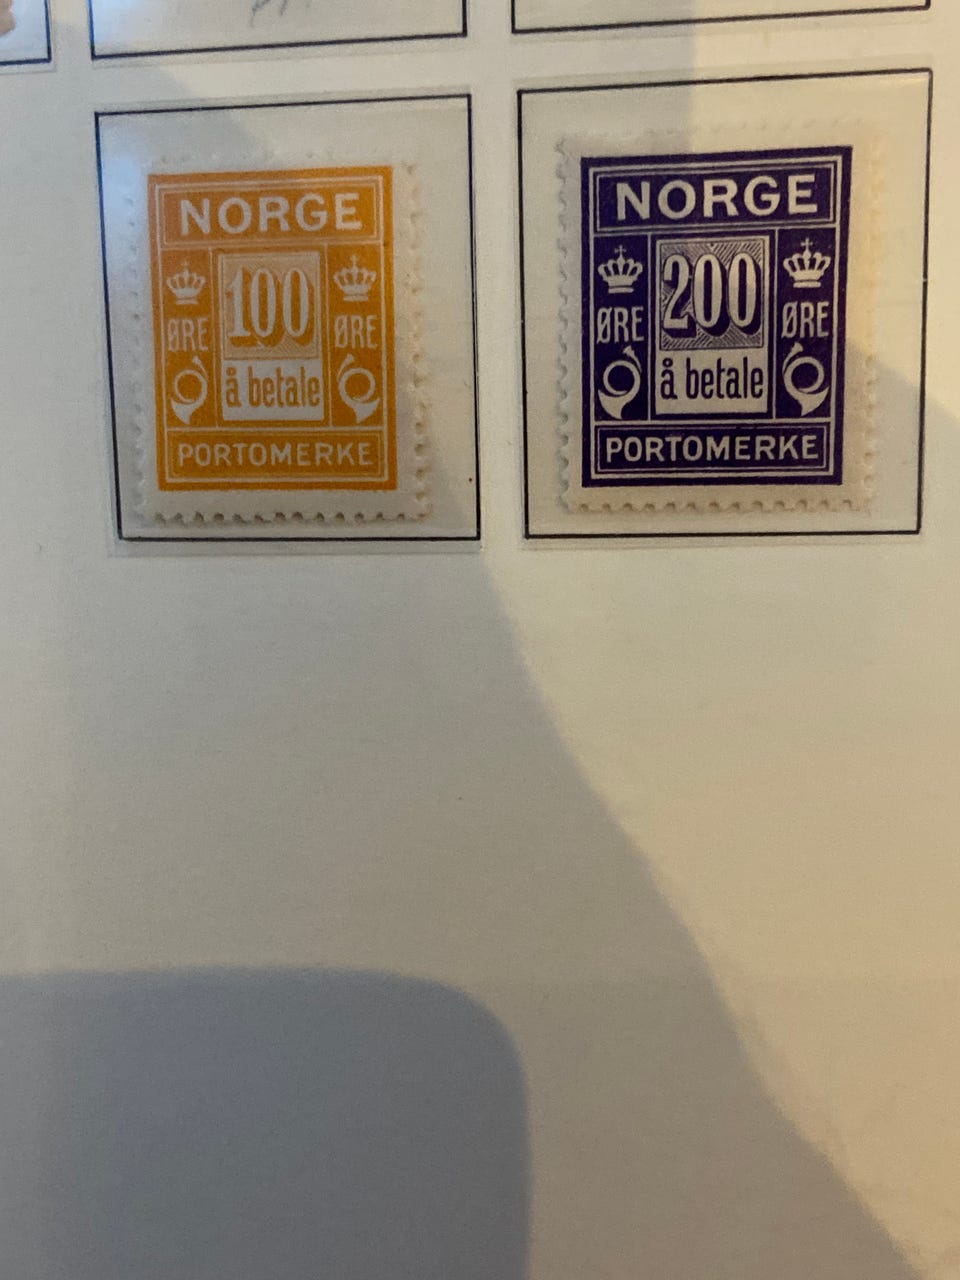 NORGE
100
ØRE ØRE
å betale
PORTOMERKE
NORGE
200
ØRE ØRE
å betale
PORTOMERKE